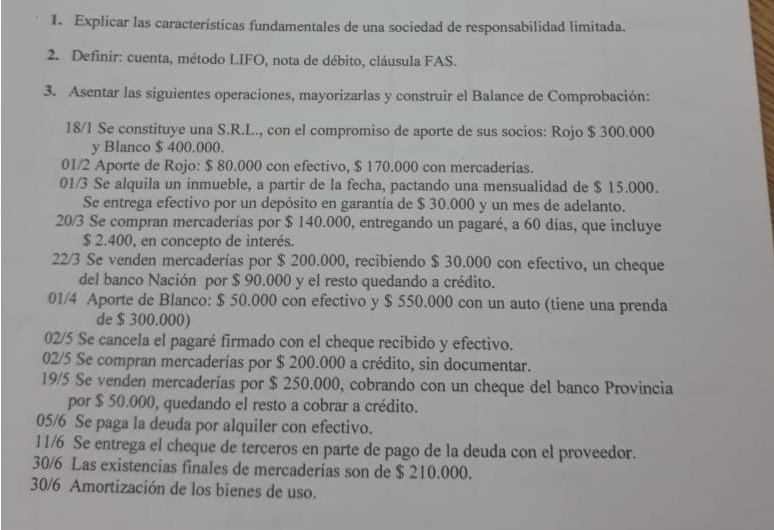 1. Explicar las características fundamentales de una sociedad de responsabilidad limitada.
2. Definir: cuenta, método LIFO, nota de débito, cláusula FAS.
3. Asentar las siguientes operaciones, mayorizarlas y construir el Balance de Comprobación:
18/1 Se constituye una S.R.L., con el compromiso de aporte de sus socios: Rojo $ 300.000
y Blanco $ 400.000.
01/2 Aporte de Rojo: $ 80.000 con efectivo, $ 170.000 con mercaderías.
01/3 Se alquila un inmueble, a partir de la fecha, pactando una mensualidad de $ 15.000.
Se entrega efectivo por un depósito en garantía de $ 30.000 y un mes de adelanto.
20/3 Se compran mercaderías por $ 140.000, entregando un pagaré, a 60 días, que incluye
$ 2.400, en concepto de interés.
22/3 Se venden mercaderías por $ 200.000, recibiendo $ 30.000 con efectivo, un cheque
del banco Nación por $ 90.000 y el resto quedando a crédito.
01/4 Aporte de Blanco: $ 50.000 con efectivo y $ 550.000 con un auto (tiene una prenda
de $ 300.000)
02/5 Se cancela el pagaré firmado con el cheque recibido y efectivo.
02/5 Se compran mercaderías por $ 200.000 a crédito, sin documentar.
19/5 Se venden mercaderías por $ 250.000, cobrando con un cheque del banco Provincia
por $ 50.000, quedando el resto a cobrar a crédito.
05/6 Se paga la deuda por alquiler con efectivo.
11/6 Se entrega el cheque de terceros en parte de pago de la deuda con el proveedor.
30/6 Las existencias finales de mercaderías son de $ 210.000.
30/6 Amortización de los bienes de uso.